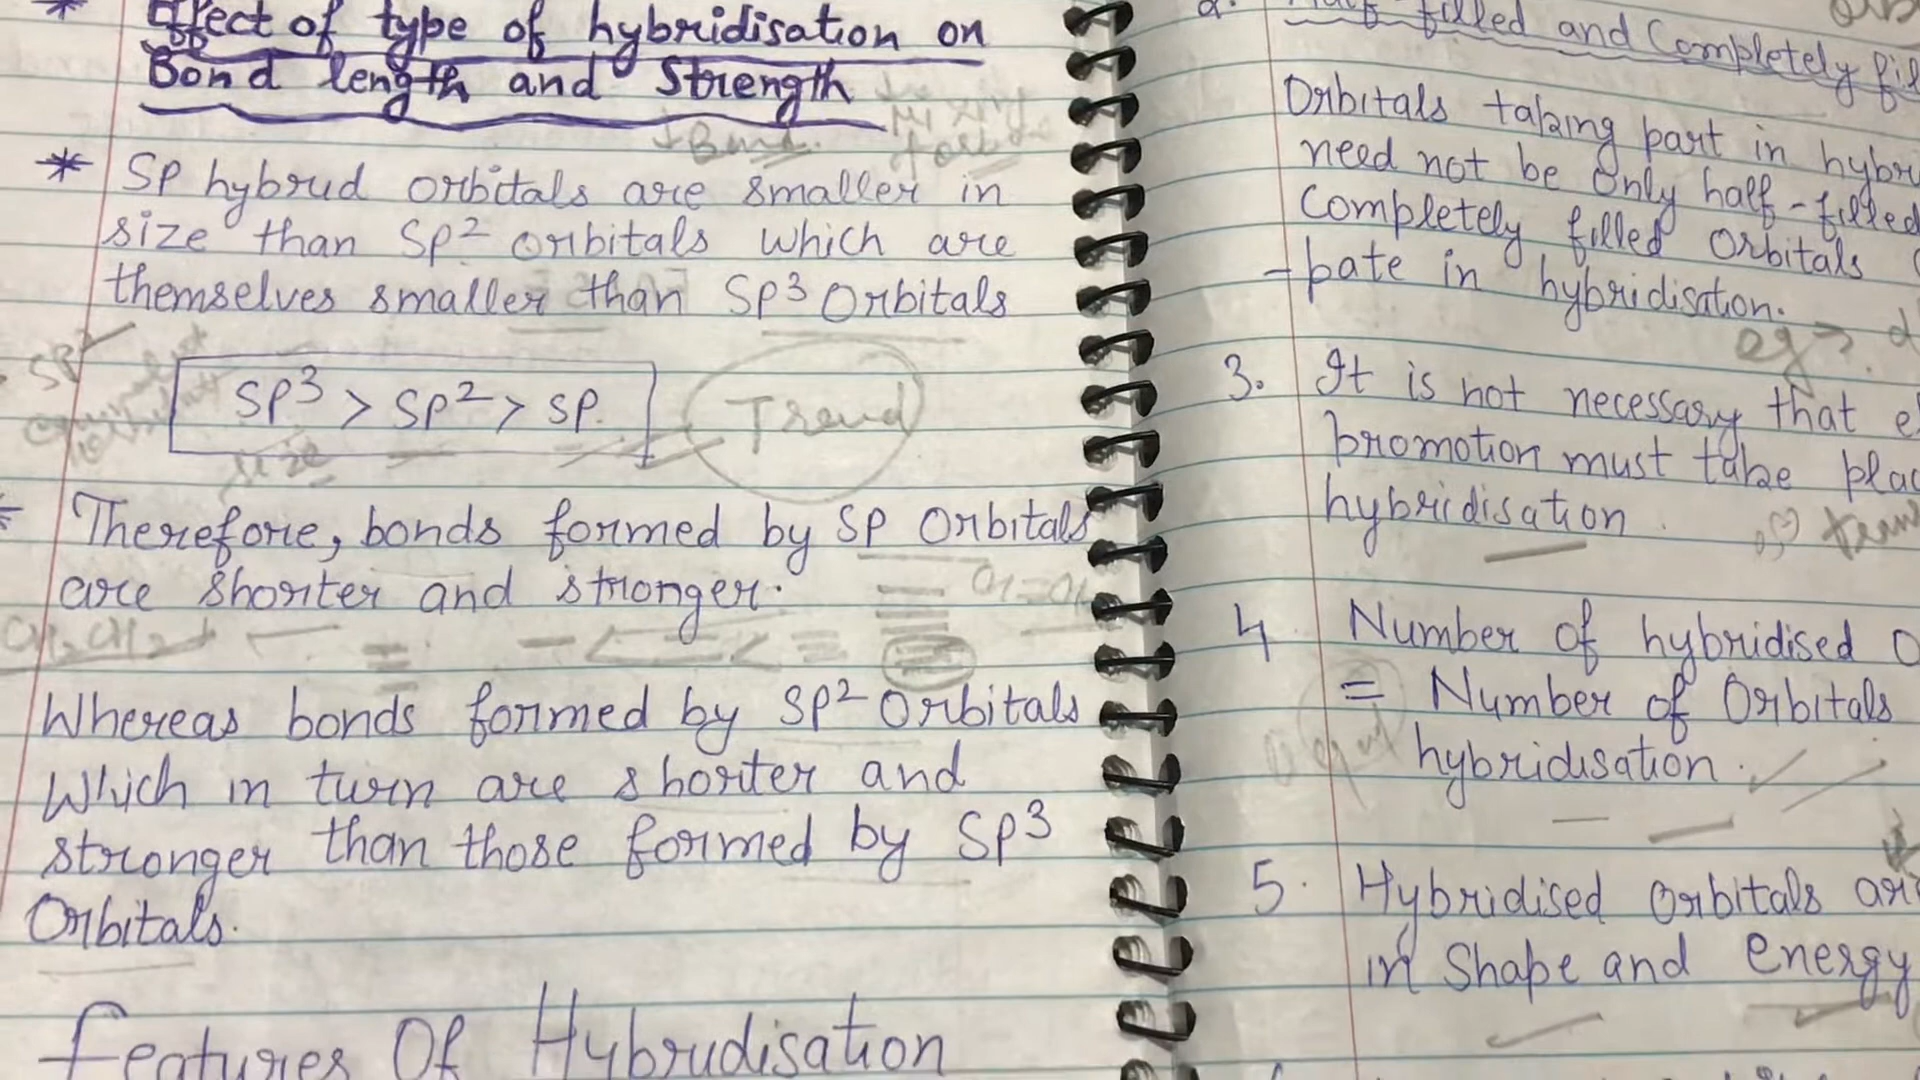 * Effect of type of hybridisation on
Bond length and Strength
* SP hybrid orbitals are smaller in
size than SP² orbitals which are
themselves smaller than SP³ Orbitals
SP³ > SP² > SP.
Trend
size
Therefore, bonds formed by SP Orbitals
are shorter and stronger.
Whereas bonds formed by SP² Orbitals
Which in turn are shorter and
stronger than those formed by SP³
Orbitals.
Features Of Hybridisation
filled and Completely
Orbitals taking part in
need not be only half-filled
Completely filled Orbitals
-pate in hybridisation.
eg
3. It is not necessary that
promotion must take
hybridisation
4 Number of hybridised
= Number of Orbitals
hybridisation.
5. Hybridised orbitals
in Shape and energy